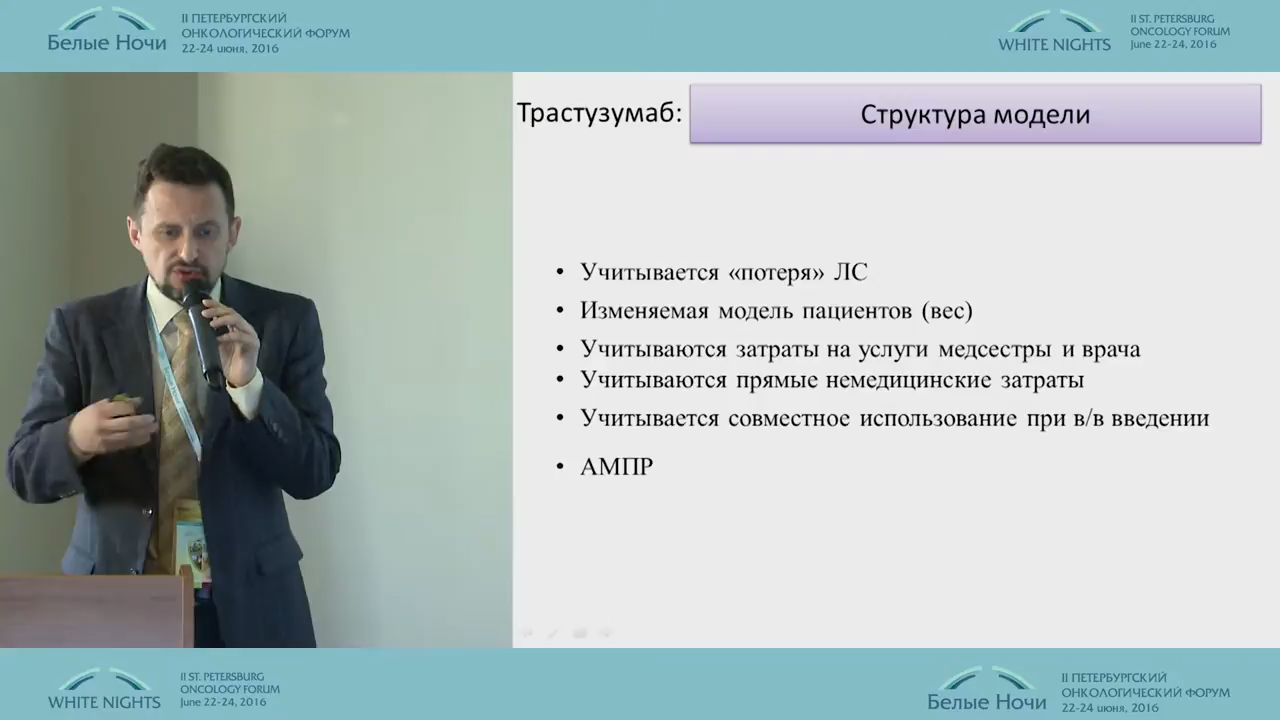 Белые Ночи
II ПЕТЕРБУРГСКИЙ
ОНКОЛОГИЧЕСКИЙ ФОРУМ
22-24 июня, 2016
WHITE NIGHTS
II ST. PETERSBURG
ONCOLOGY FORUM
June 22-24, 2016
Трастузумаб:
Структура модели
• Учитывается «потеря» ЛС
• Изменяемая модель пациентов (вес)
• Учитываются затраты на услуги медсестры и врача
• Учитываются прямые немедицинские затраты
• Учитывается совместное использование при в/в введении
• АМПР
WHITE NIGHTS
II ST. PETERSBURG
ONCOLOGY FORUM
June 22-24, 2016
Белые Ночи
II ПЕТЕРБУРГСКИЙ
ОНКОЛОГИЧЕСКИЙ ФОРУМ
22-24 июня, 2016